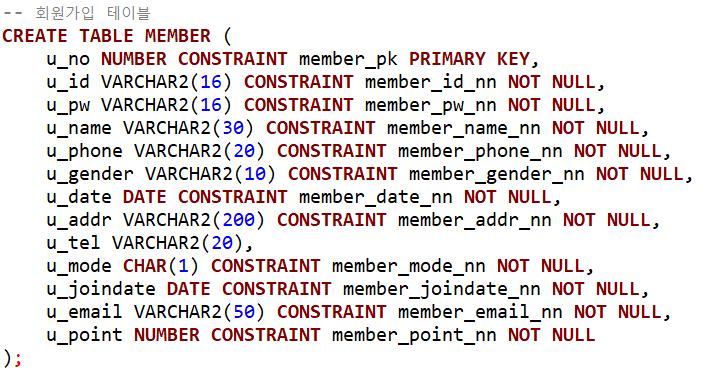 -- 회원가입 테이블
CREATE TABLE MEMBER (
    u_no NUMBER CONSTRAINT member_pk PRIMARY KEY,
    u_id VARCHAR2(16) CONSTRAINT member_id_nn NOT NULL,
    u_pw VARCHAR2(16) CONSTRAINT member_pw_nn NOT NULL,
    u_name VARCHAR2(30) CONSTRAINT member_name_nn NOT NULL,
    u_phone VARCHAR2(20) CONSTRAINT member_phone_nn NOT NULL,
    u_gender VARCHAR2(10) CONSTRAINT member_gender_nn NOT NULL,
    u_date DATE CONSTRAINT member_date_nn NOT NULL,
    u_addr VARCHAR2(200) CONSTRAINT member_addr_nn NOT NULL,
    u_tel VARCHAR2(20),
    u_mode CHAR(1) CONSTRAINT member_mode_nn NOT NULL,
    u_joindate DATE CONSTRAINT member_joindate_nn NOT NULL,
    u_email VARCHAR2(50) CONSTRAINT member_email_nn NOT NULL,
    u_point NUMBER CONSTRAINT member_point_nn NOT NULL
);